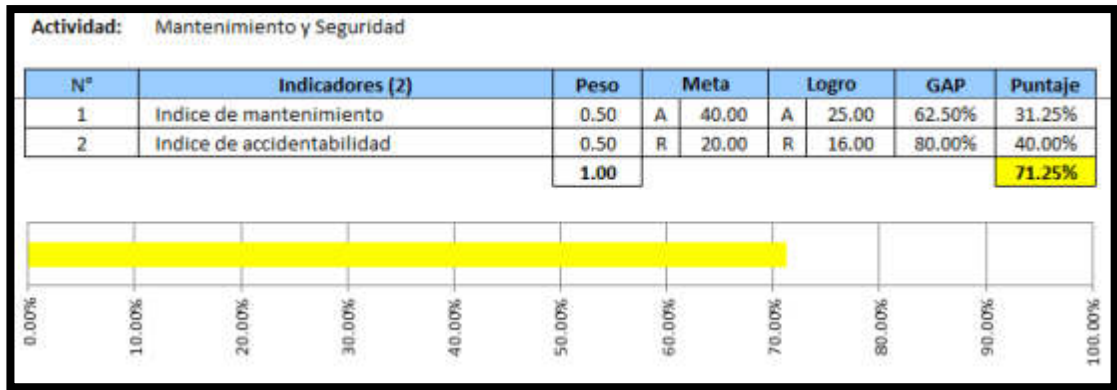 Actividad: Mantenimiento y Seguridad
N° Indicadores (2) Peso Meta Logro GAP Puntaje
1 Indice de mantenimiento 0.50 A 40.00 A 25.00 62.50% 31.25%
2 Indice de accidentabilidad 0.50 R 20.00 R 16.00 80.00% 40.00%
1.00 71.25%
0.00% 10.00% 20.00% 30.00% 40.00% 50.00% 60.00% 70.00% 80.00% 90.00% 100.00%